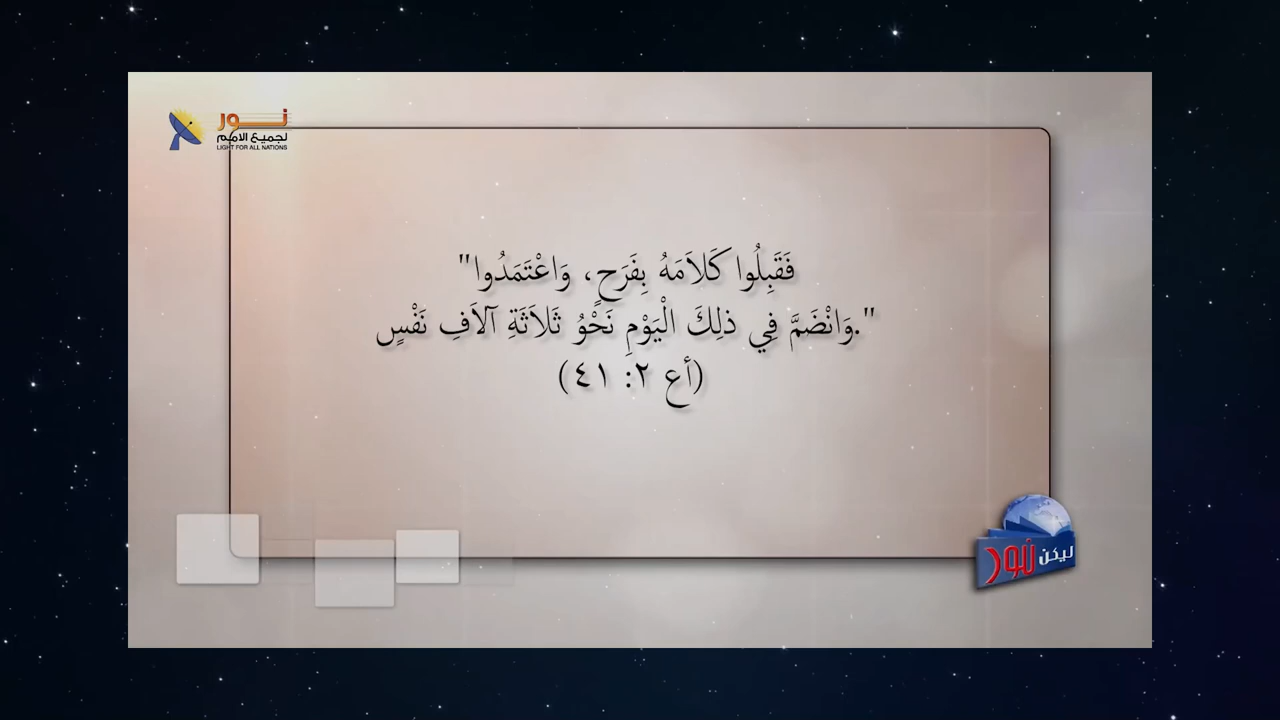 نـور
لجميع الامم
LIGHT FOR ALL NATIONS
فَقَبِلُوا كَلاَمَهُ بِفَرَحٍ، وَاعْتَمَدُوا"
".وَانْضَمَّ فِي ذلِكَ الْيَوْمِ نَحْوُ ثَلاَثَةِ آلاَفِ نَفْسٍ
(أع ٢: ٤١)
ليكن نور